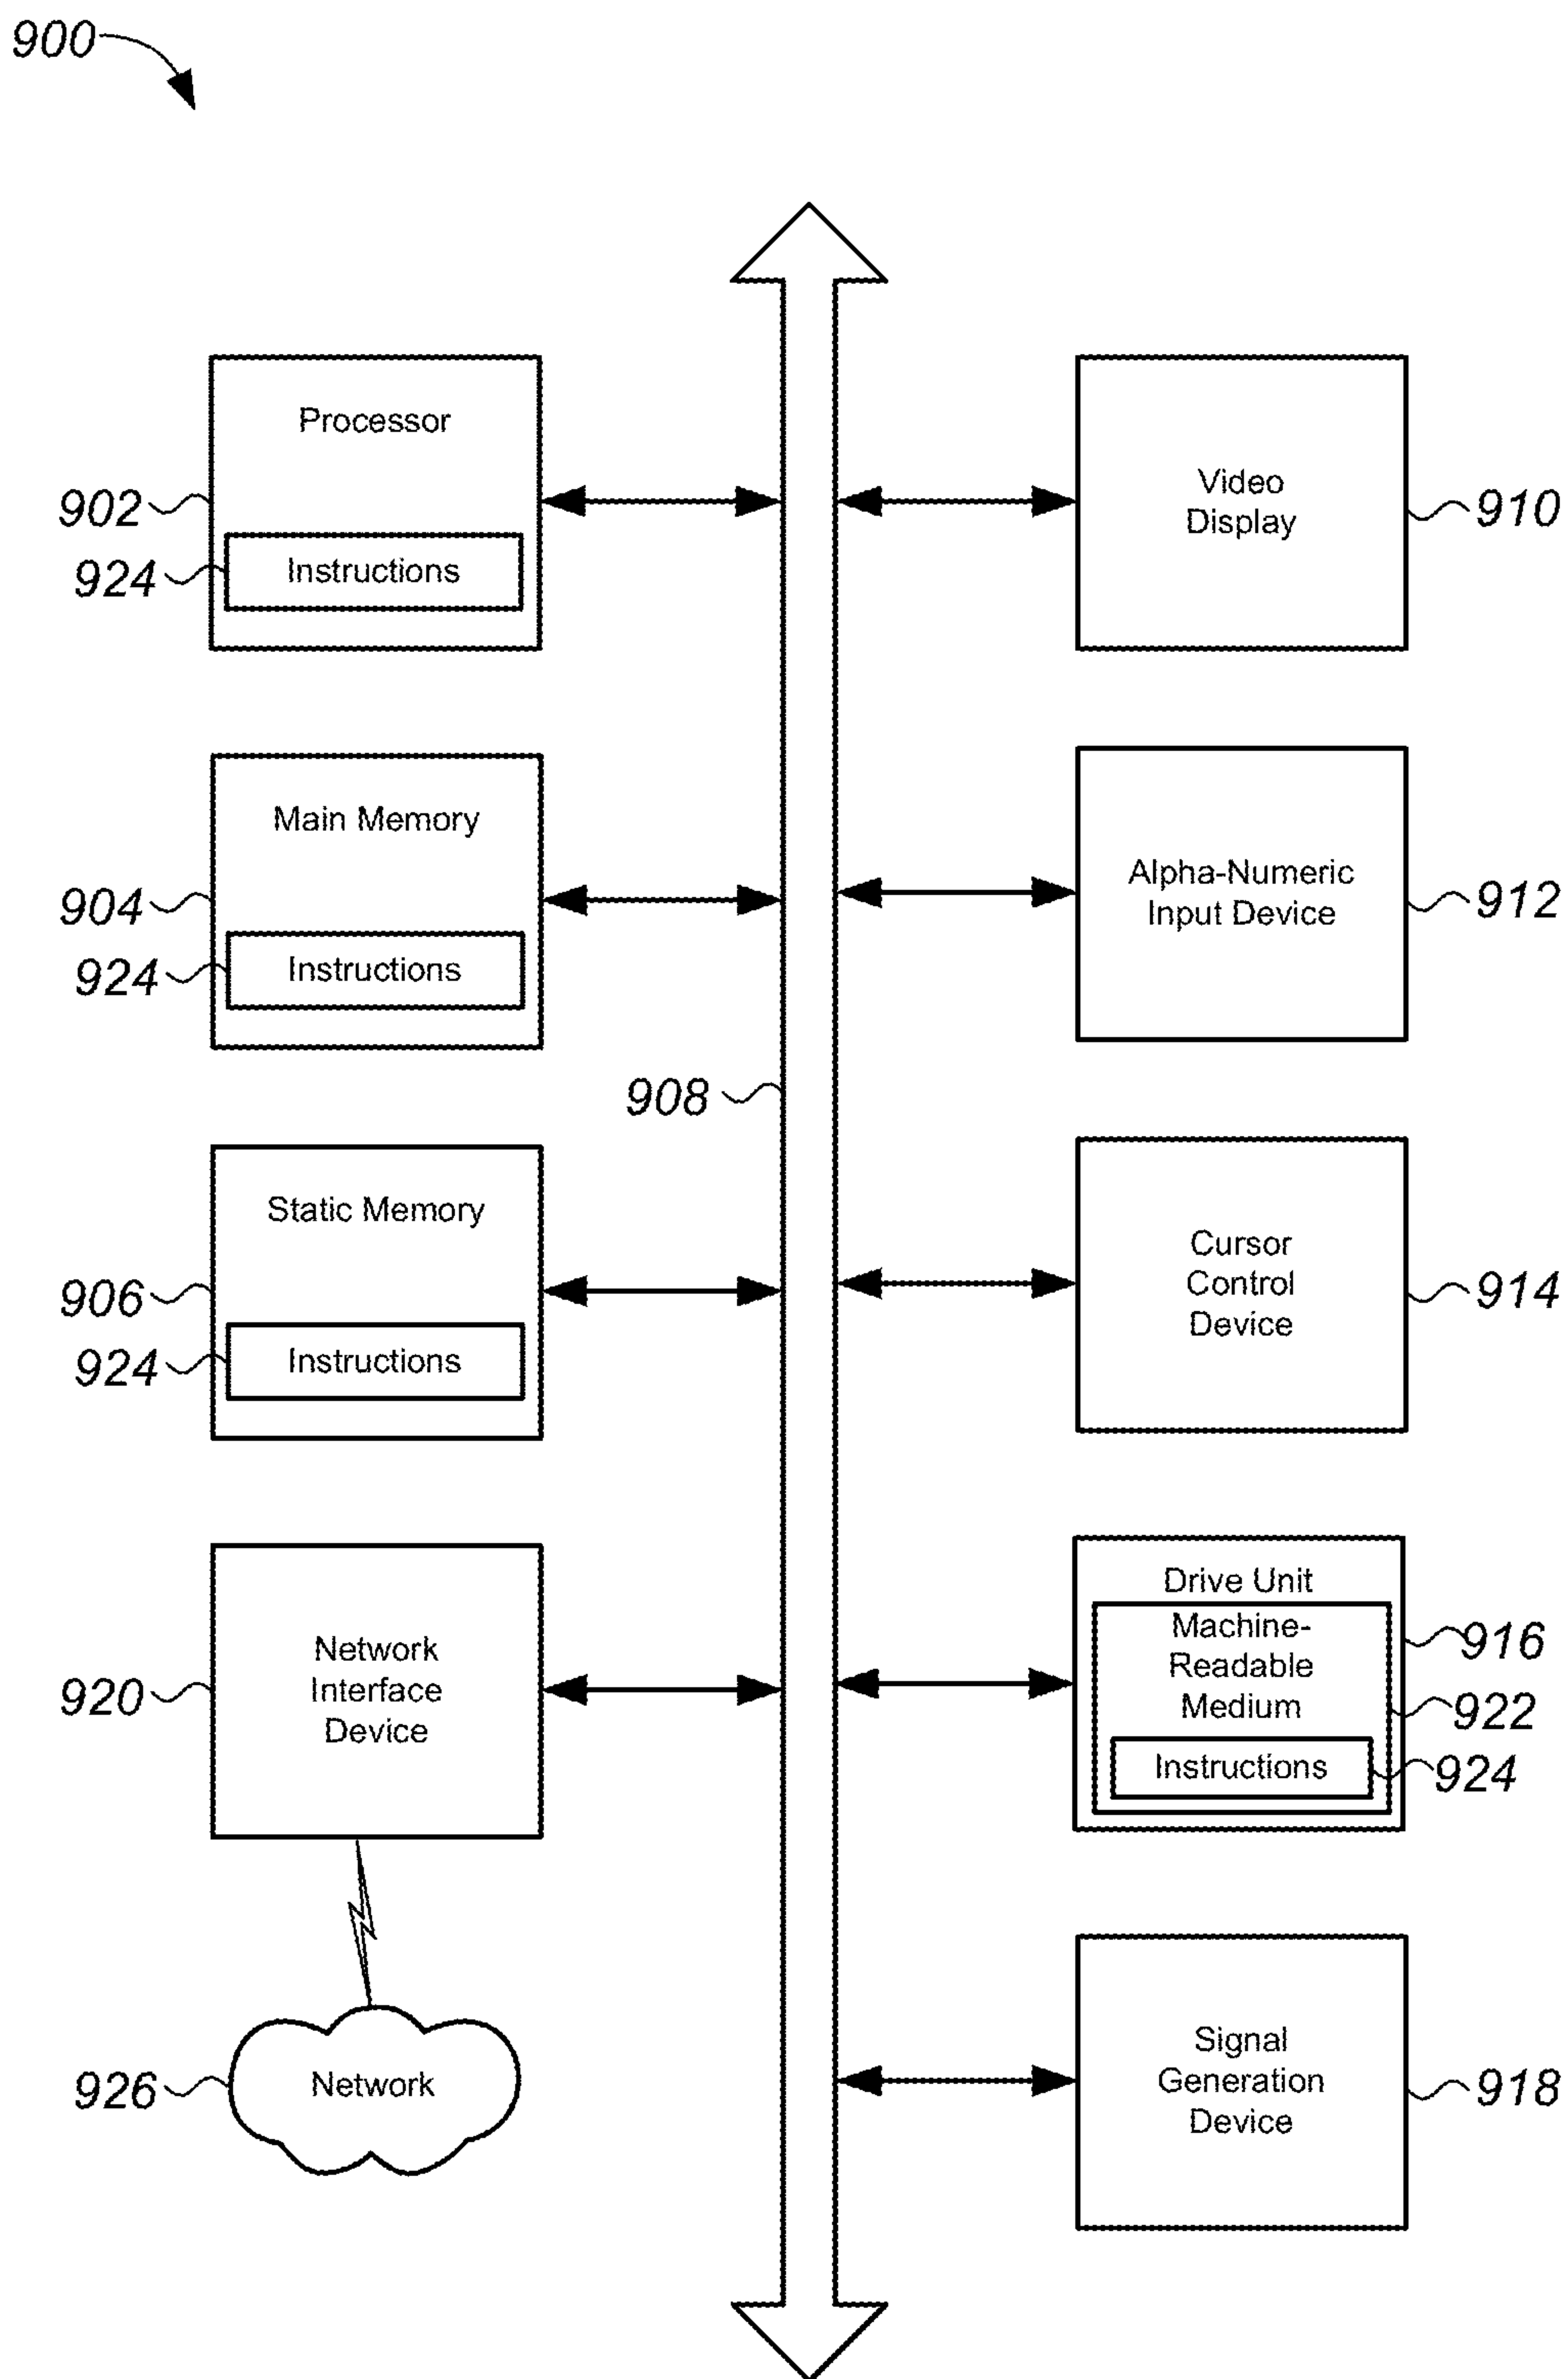 900
Processor
902
924
Instructions
Main Memory
904
924
Instructions
908
Static Memory
906
924
Instructions
Network
Interface
Device
920
926
Network
Video
Display
910
Alpha-Numeric
Input Device
912
Cursor
Control
Device
914
Drive Unit
Machine-
Readable
Medium
916
922
Instructions
924
Signal
Generation
Device
918